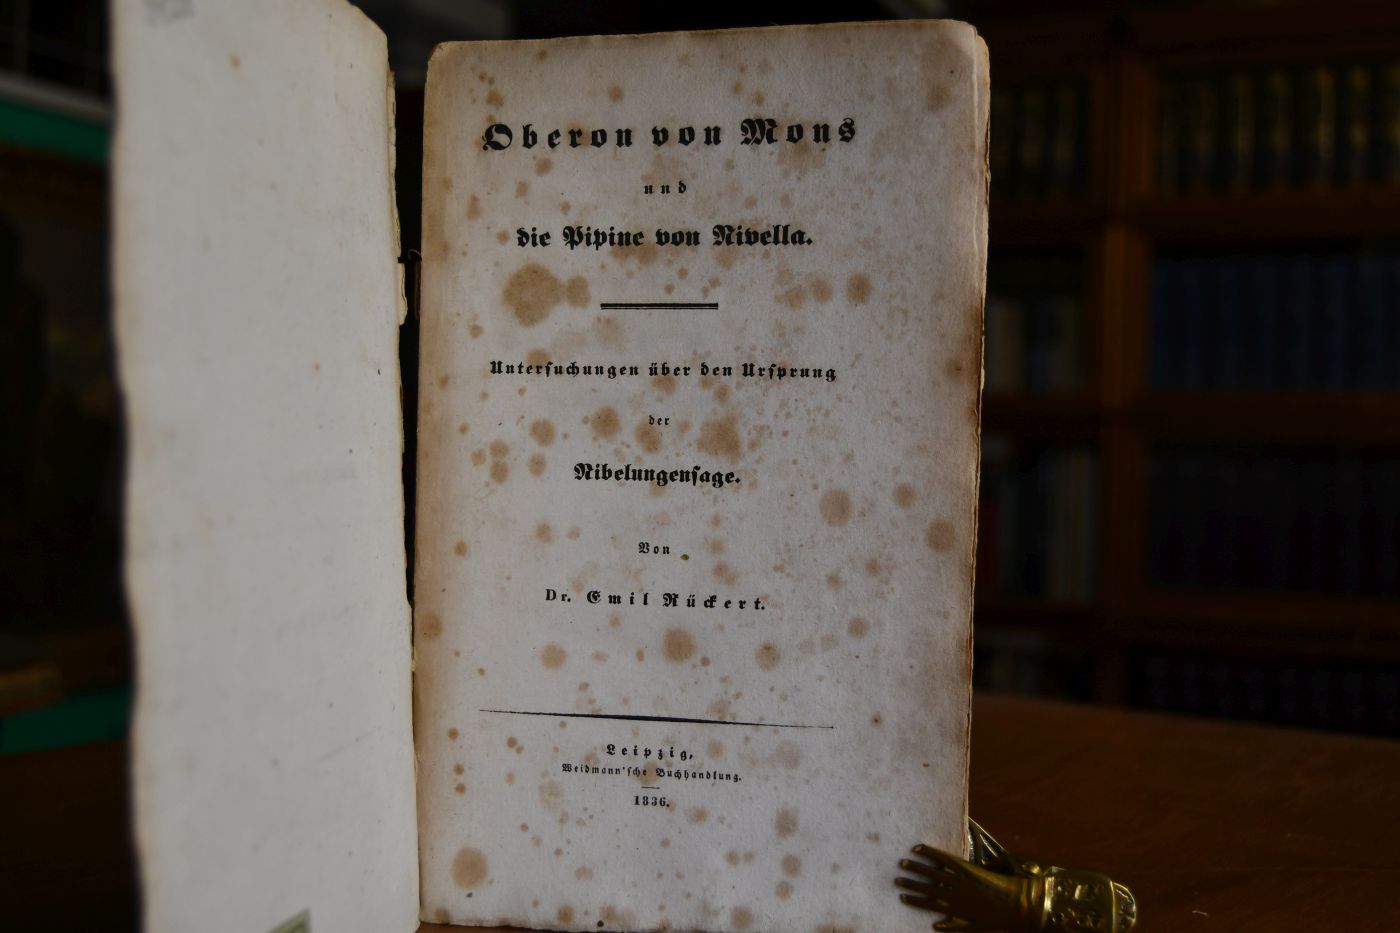 Oberon von Mons
und
die Pipine von Nivella.
Unterſuchungen über den Urſprung
der
Nibelungenſage.
Von
Dr. Emil Rückert.
Leipzig,
Weidmann'ſche Buchhandlung.
1836.